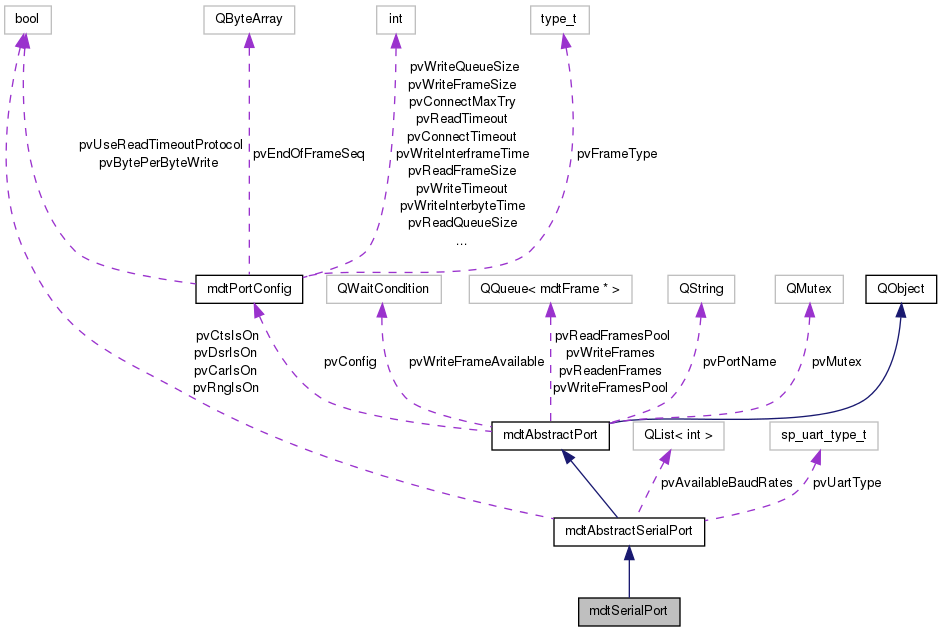 bool
QByteArray
int
type_t
pvWriteQueueSize
pvWriteFrameSize
pvConnectMaxTry
pvReadTimeout
pvConnectTimeout
pvWriteInterframeTime
pvReadFrameSize
pvWriteTimeout
pvWriteInterbyteTime
pvReadQueueSize
...
pvUseReadTimeoutProtocol
pvBytePerByteWrite
pvEndOfFrameSeq
pvFrameType
mdtPortConfig
QWaitCondition
QQueue< mdtFrame * >
QString
QMutex
QObject
pvCtsIsOn
pvDsrIsOn
pvCarIsOn
pvRngIsOn
pvConfig
pvWriteFrameAvailable
pvReadFramesPool
pvWriteFrames
pvReadenFrames
pvWriteFramesPool
pvPortName
pvMutex
mdtAbstractPort
QList< int >
sp_uart_type_t
pvAvailableBaudRates
pvUartType
mdtAbstractSerialPort
mdtSerialPort